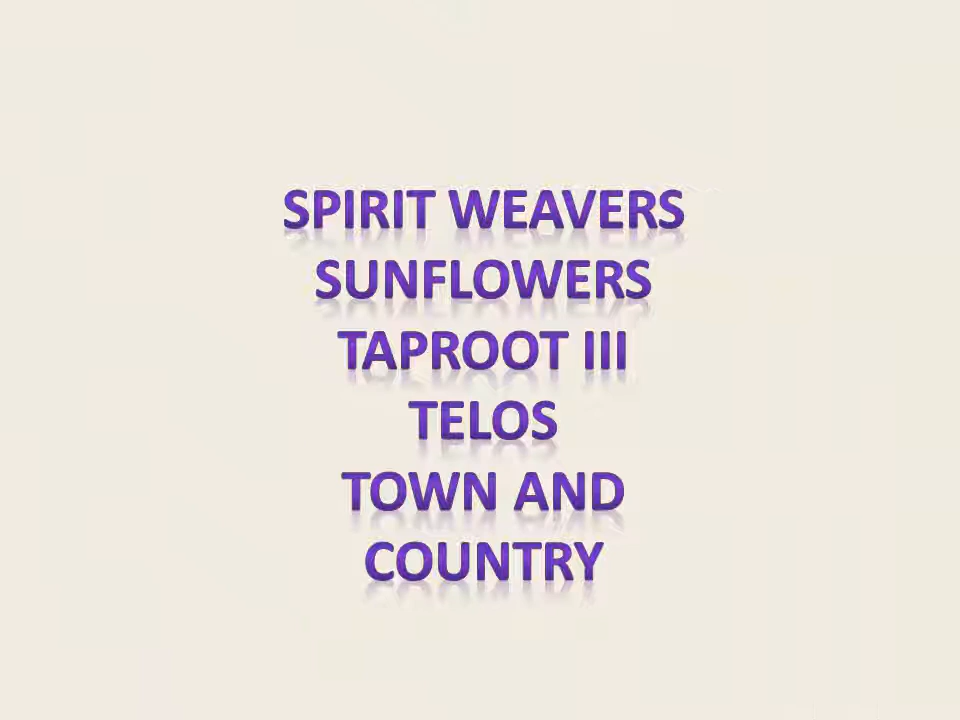 SPIRIT WEAVERS
SUNFLOWERS
TAPROOT III
TELOS
TOWN AND
COUNTRY